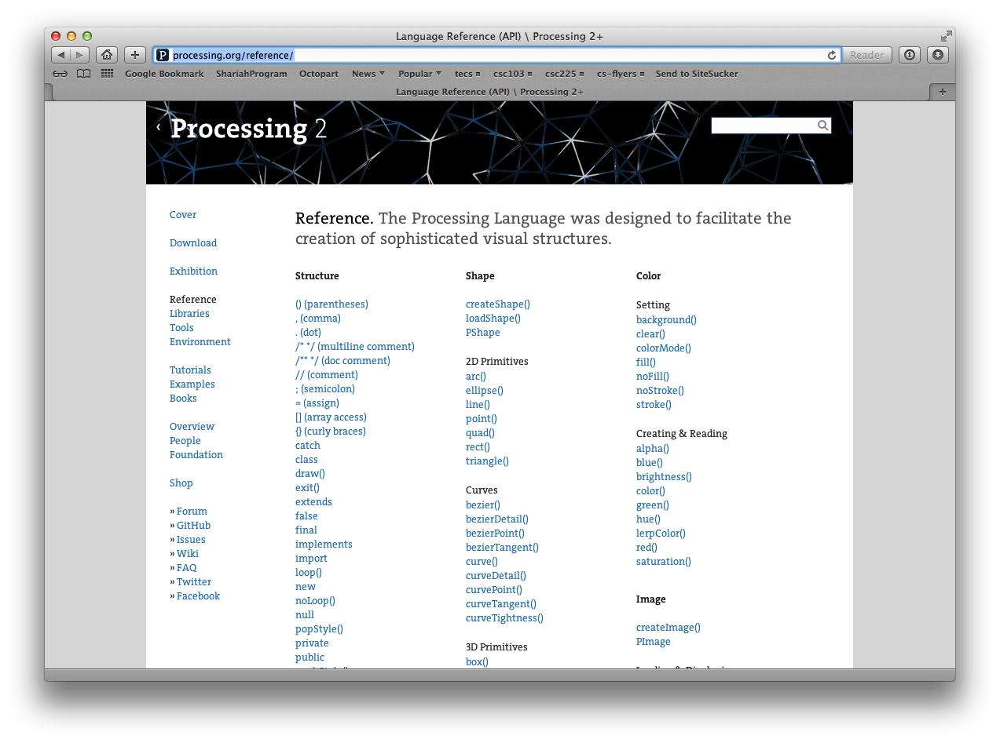 Language Reference (API) \ Processing 2+
processing.org/reference/
Reader
Google Bookmark ShariahProgram Octopart News Popular tecs csc103 csc225 cs-flyers Send to SiteSucker
Language Reference (API) \ Processing 2+
‹ Processing 2
Cover
Download
Exhibition
Reference
Libraries
Tools
Environment
Tutorials
Examples
Books
Overview
People
Foundation
Shop
» Forum
» GitHub
» Issues
» Wiki
» FAQ
» Twitter
» Facebook
Reference. The Processing Language was designed to facilitate the
creation of sophisticated visual structures.
Structure
() (parentheses)
, (comma)
. (dot)
/* */ (multiline comment)
/** */ (doc comment)
// (comment)
; (semicolon)
= (assign)
[] (array access)
{} (curly braces)
catch
class
draw()
exit()
extends
false
final
implements
import
loop()
new
noLoop()
null
popStyle()
private
public
Shape
createShape()
loadShape()
PShape
2D Primitives
arc()
ellipse()
line()
point()
quad()
rect()
triangle()
Curves
bezier()
bezierDetail()
bezierPoint()
bezierTangent()
curve()
curveDetail()
curvePoint()
curveTangent()
curveTightness()
3D Primitives
box()
Color
Setting
background()
clear()
colorMode()
fill()
noFill()
noStroke()
stroke()
Creating & Reading
alpha()
blue()
brightness()
color()
green()
hue()
lerpColor()
red()
saturation()
Image
createImage()
PImage